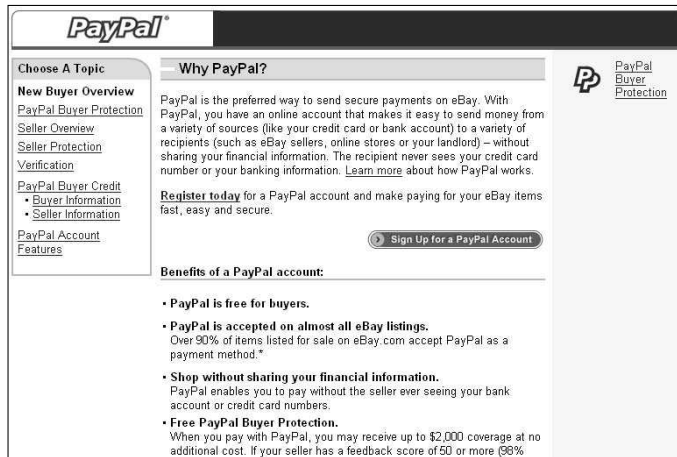 PayPal®
Choose A Topic
New Buyer Overview
PayPal Buyer Protection
Seller Overview
Seller Protection
Verification
PayPal Buyer Credit
• Buyer Information
• Seller Information
PayPal Account
Features
Why PayPal?
PayPal is the preferred way to send secure payments on eBay. With
PayPal, you have an online account that makes it easy to send money from
a variety of sources (like your credit card or bank account) to a variety of
recipients (such as eBay sellers, online stores or your landlord) – without
sharing your financial information. The recipient never sees your credit card
number or your banking information. Learn more about how PayPal works.
Register today for a PayPal account and make paying for your eBay items
fast, easy and secure.
Sign Up for a PayPal Account
Benefits of a PayPal account:
• PayPal is free for buyers.
• PayPal is accepted on almost all eBay listings.
Over 90% of items listed for sale on eBay.com accept PayPal as a
payment method.*
• Shop without sharing your financial information.
PayPal enables you to pay without the seller ever seeing your bank
account or credit card numbers.
• Free PayPal Buyer Protection.
When you pay with PayPal, you may receive up to $2,000 coverage at no
additional cost. If your seller has a feedback score of 50 or more (98%
PayPal
Buyer
Protection